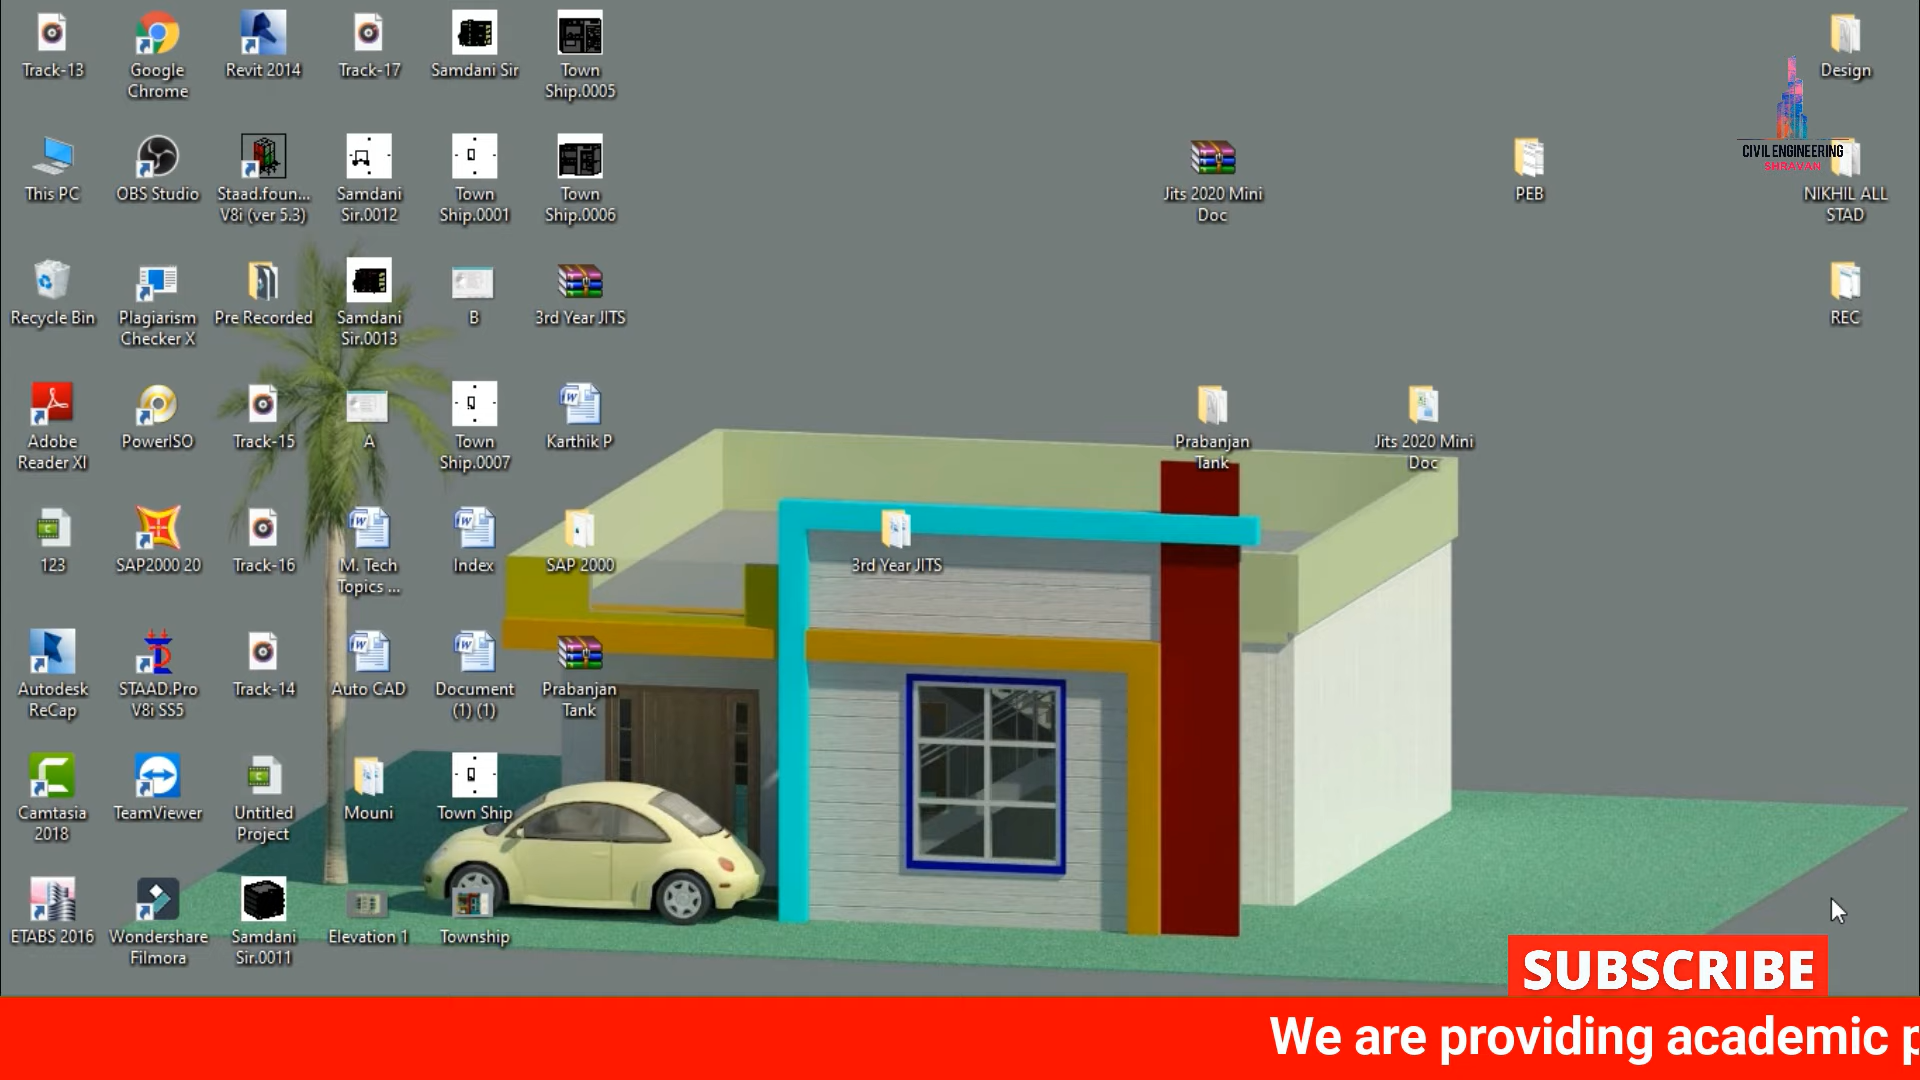 Track-13
Google
Chrome
Revit 2014
Track-17
Samdani Sir
Town
Ship.0005
Design
CIVIL ENGINEERING
SHRAVAN
This PC
OBS Studio
Staad.foun...
V8i (ver 5.3)
Samdani
Sir.0012
Town
Ship.0001
Town
Ship.0006
Jits 2020 Mini
Doc
PEB
NIKHIL ALL
STAD
Recycle Bin
Plagiarism
Checker X
Pre Recorded
Samdani
Sir.0013
B
3rd Year JITS
REC
Adobe
Reader XI
PowerISO
Track-15
A
Town
Ship.0007
Karthik P
Prabanjan
Tank
Jits 2020 Mini
Doc
123
SAP2000 20
Track-16
M. Tech
Topics ...
Index
SAP 2000
3rd Year JITS
Autodesk
ReCap
STAAD.Pro
V8i SS5
Track-14
Auto CAD
Document
(1) (1)
Prabanjan
Tank
Camtasia
2018
TeamViewer
Untitled
Project
Mouni
Town Ship
ETABS 2016
Wondershare
Filmora
Samdani
Sir.0011
Elevation 1
Township
SUBSCRIBE
We are providing academic p